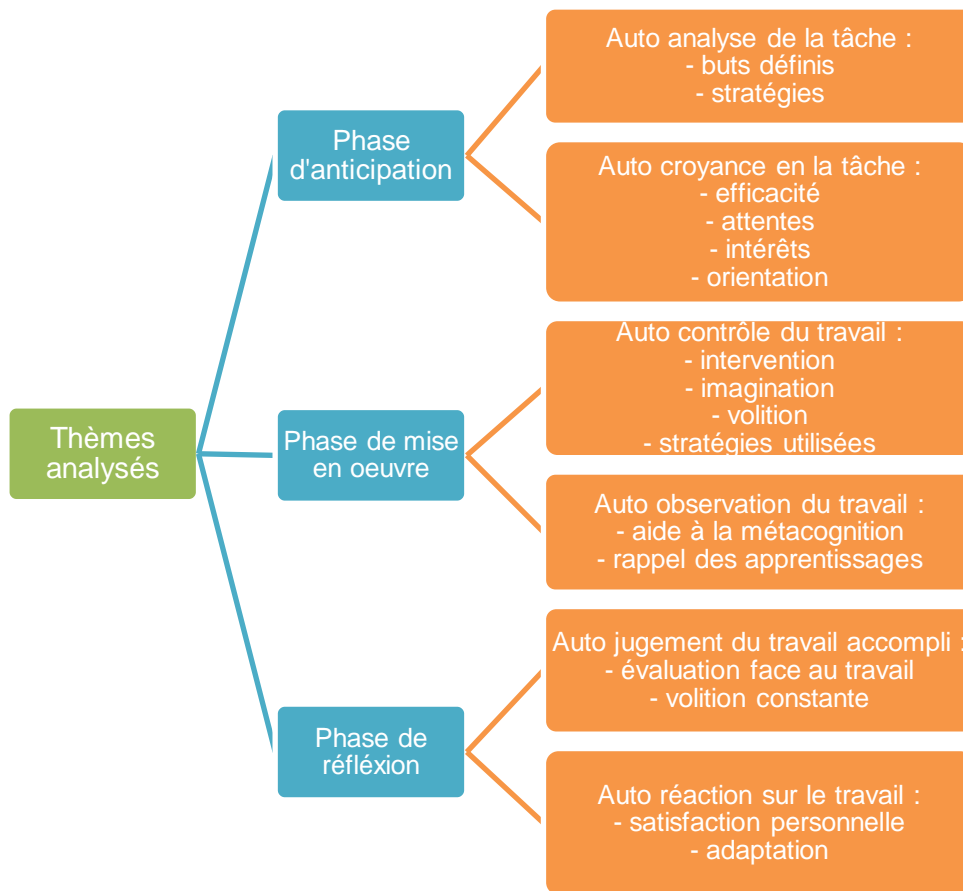 Thèmes
analysés
Phase
d'anticipation
Auto analyse de la tâche :
- buts définis
- stratégies
Auto croyance en la tâche :
- efficacité
- attentes
- intérêts
- orientation
Phase de mise
en oeuvre
Auto contrôle du travail :
- intervention
- imagination
- volition
- stratégies utilisées
Auto observation du travail :
- aide à la métacognition
- rappel des apprentissages
Phase de
réfléxion
Auto jugement du travail accompli :
- évaluation face au travail
- volition constante
Auto réaction sur le travail :
- satisfaction personnelle
- adaptation